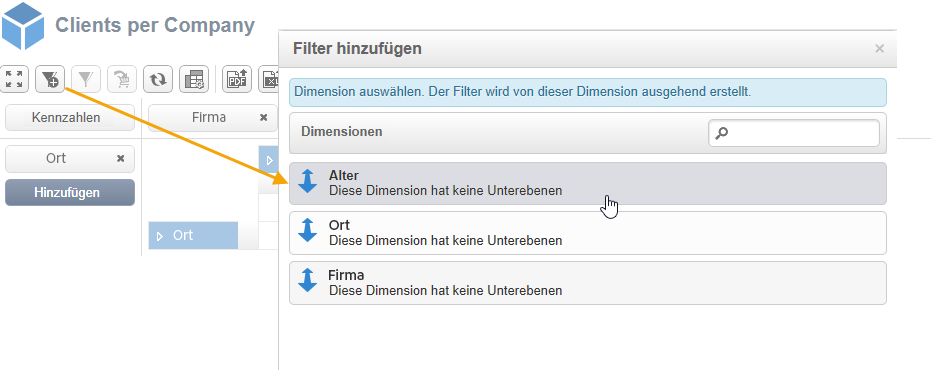 Clients per Company
Filter hinzufügen
×
Dimension auswählen. Der Filter wird von dieser Dimension ausgehend erstellt.
PDF
Kennzahlen
Firma ×
Dimensionen
Ort ×
Hinzufügen
Ort
Alter
Diese Dimension hat keine Unterebenen
Ort
Diese Dimension hat keine Unterebenen
Firma
Diese Dimension hat keine Unterebenen